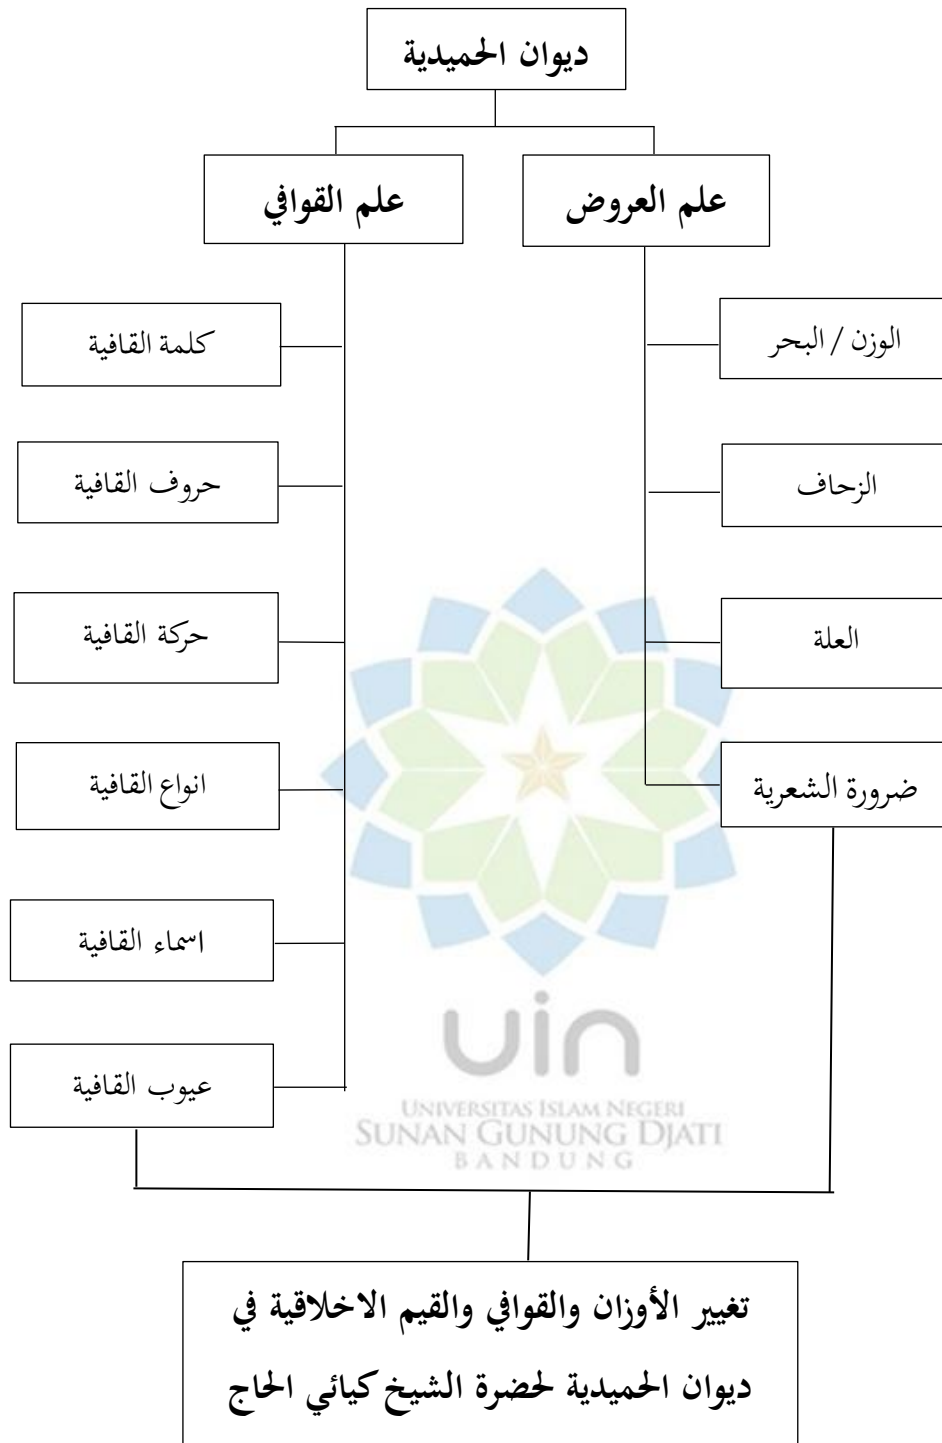 ديوان الحميدية
علم العروض
علم القوافي
الوزن / البحر
الزحاف
العلة
ضرورة الشعرية
كلمة القافية
حروف القافية
حركة القافية
انواع القافية
اسماء القافية
عيوب القافية
uin
UNIVERSITAS ISLAM NEGERI
SUNAN GUNUNG DJATI
BANDUNG
تغيير الأوزان والقوافي والقيم الاخلاقية في
ديوان الحميدية لحضرة الشيخ كيائي الحاج